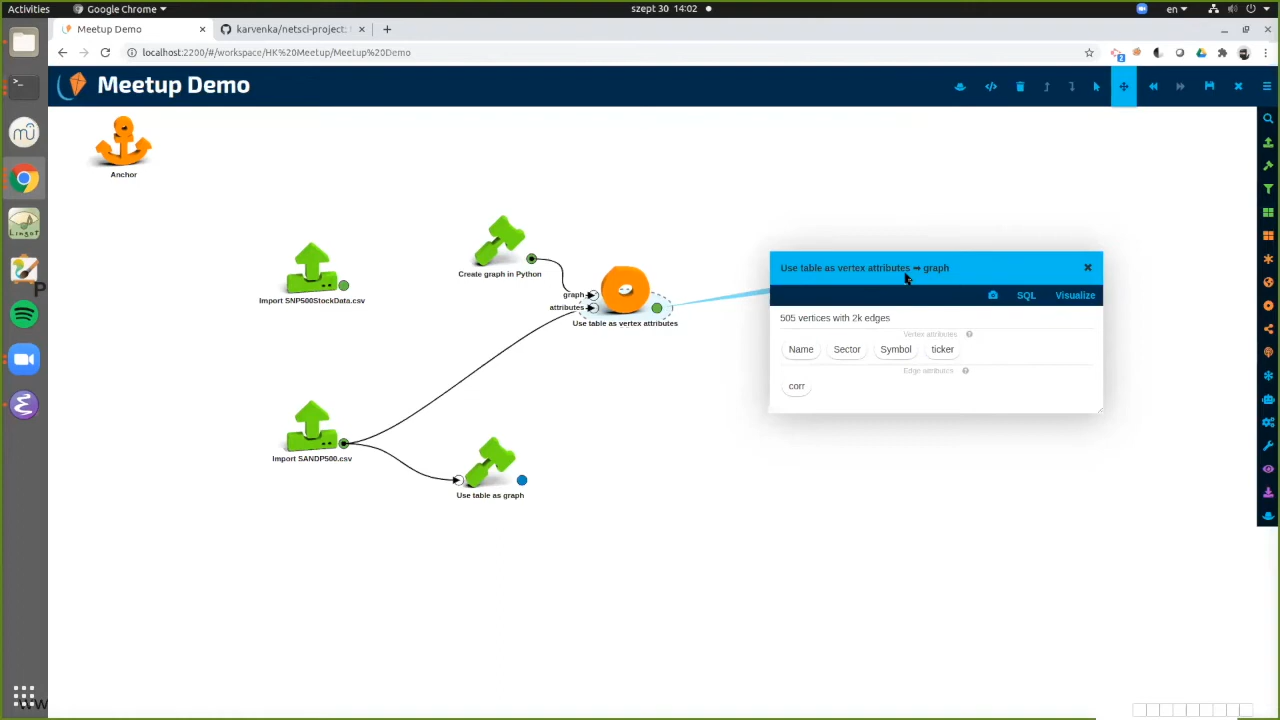 Activities
Google Chrome
szept 30 14:02
en
Meetup Demo
karvenka/netsci-project:
localhost:2200/#/workspace/HK%20Meetup/Meetup%20Demo
2
Meetup Demo
Anchor
Import SNP500StockData.csv
Create graph in Python
graph
attributes
Use table as vertex attributes
Import SANDP500.csv
Use table as graph
Use table as vertex attributes ➡ graph
SQL
Visualize
505 vertices with 2k edges
Vertex attributes
Name
Sector
Symbol
ticker
Edge attributes
corr
mü
Lingot
P